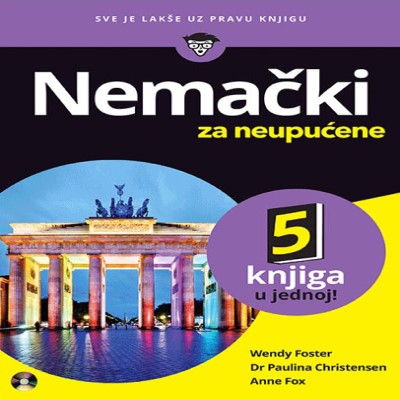 SVE JE LAKŠE UZ PRAVU KNJIGU
Nemački
za neupućene
5
knjiga
u jednoj!
Wendy Foster
Dr Paulina Christensen
Anne Fox